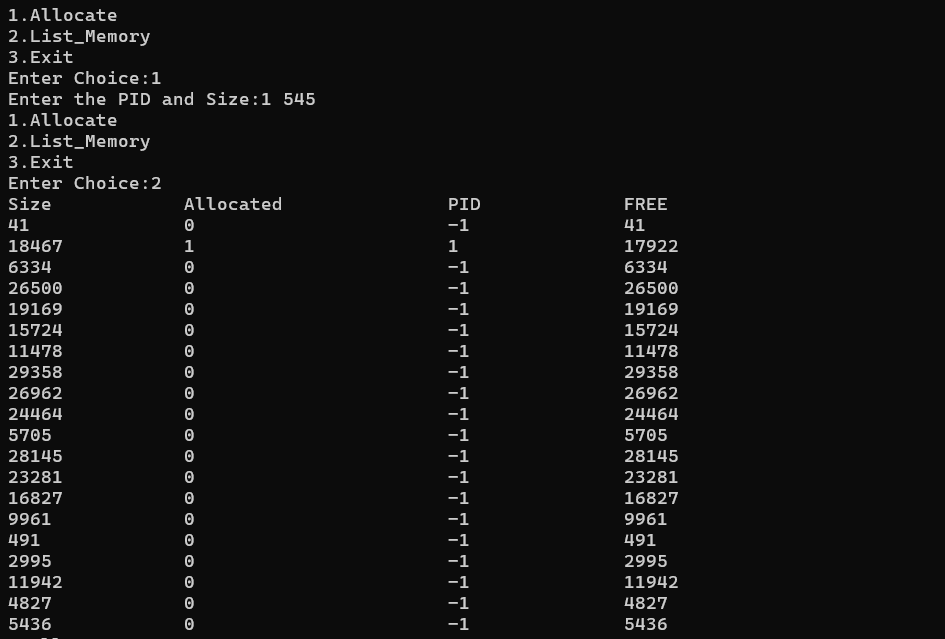 1.Allocate
2.List_Memory
3.Exit
Enter Choice:1
Enter the PID and Size:1 545
1.Allocate
2.List_Memory
3.Exit
Enter Choice:2
Size Allocated PID FREE
41 0 -1 41
18467 1 1 17922
6334 0 -1 6334
26500 0 -1 26500
19169 0 -1 19169
15724 0 -1 15724
11478 0 -1 11478
29358 0 -1 29358
26962 0 -1 26962
24464 0 -1 24464
5705 0 -1 5705
28145 0 -1 28145
23281 0 -1 23281
16827 0 -1 16827
9961 0 -1 9961
491 0 -1 491
2995 0 -1 2995
11942 0 -1 11942
4827 0 -1 4827
5436 0 -1 5436